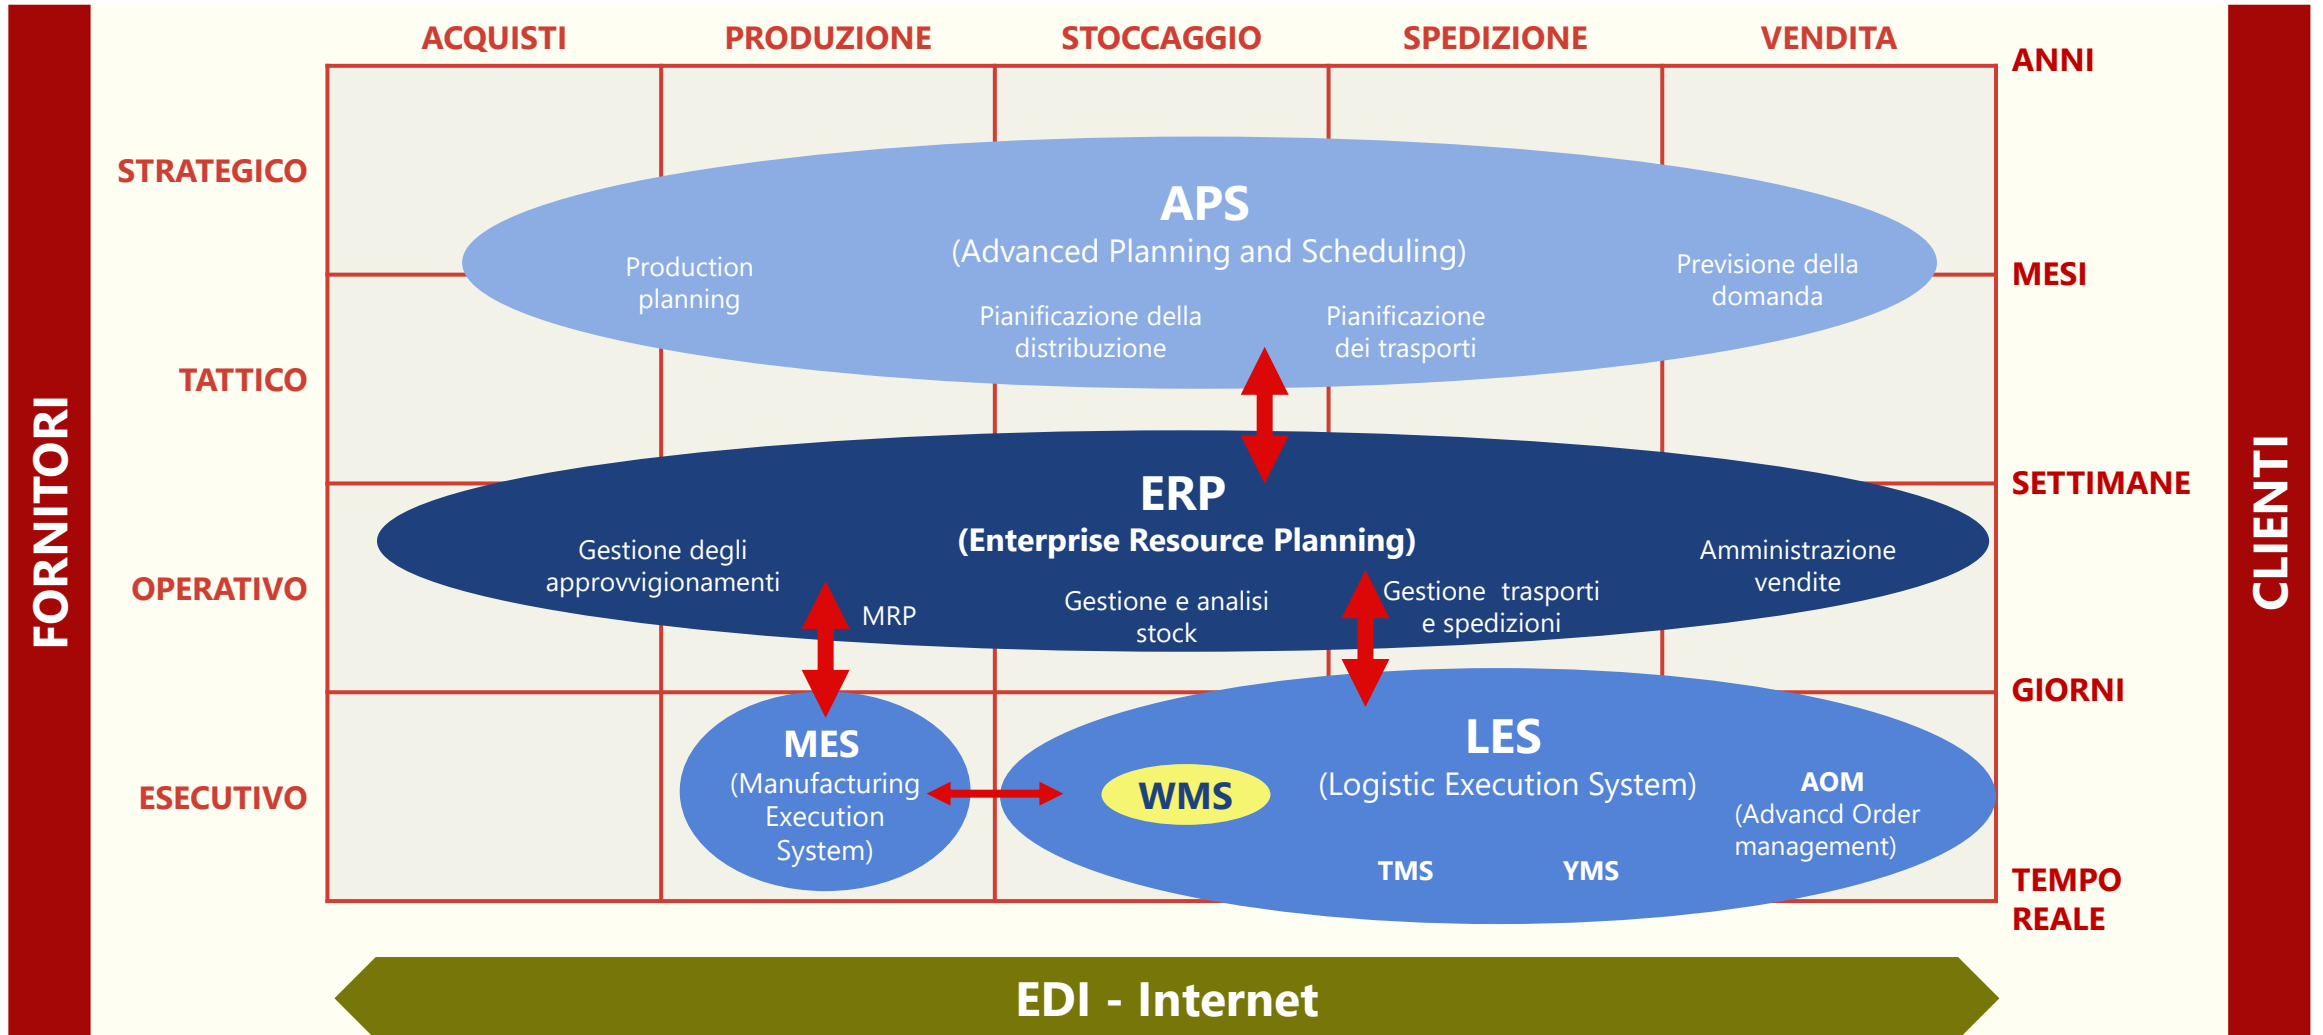 ACQUISTI
PRODUZIONE
STOCCAGGIO
SPEDIZIONE
VENDITA
ANNI
STRATEGICO
APS
(Advanced Planning and Scheduling)
Production
planning
Previsione della
domanda
MESI
Pianificazione della
distribuzione
Pianificazione
dei trasporti
TATTICO
FORNITORI
CLIENTI
SETTIMANE
ERP
(Enterprise Resource Planning)
Gestione degli
approvvigionamenti
Amministrazione
vendite
OPERATIVO
MRP
Gestione e analisi
stock
Gestione  trasporti
e spedizioni
GIORNI
MES
(Manufacturing
Execution
System)
LES
(Logistic Execution System)
WMS
AOM
(Advancd Order
management)
ESECUTIVO
TMS
YMS
TEMPO
REALE
EDI - Internet